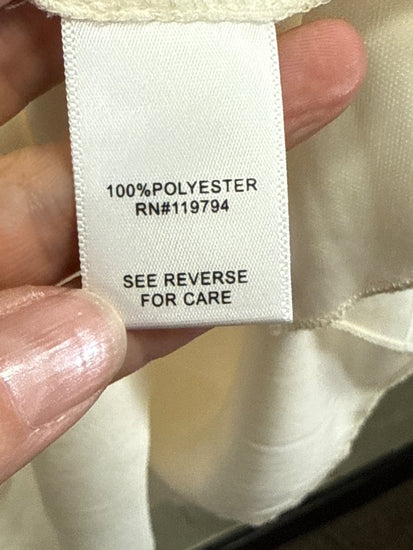 100%POLYESTER
RN#119794
SEE REVERSE
FOR CARE